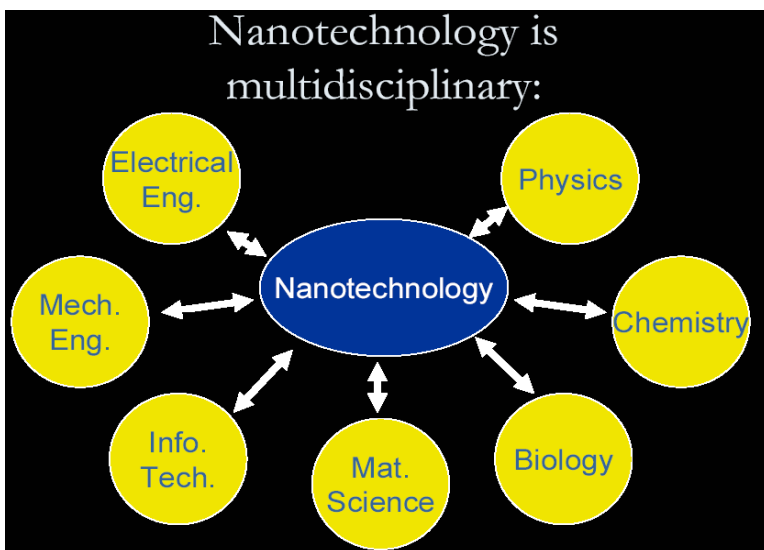 Nanotechnology is
multidisciplinary:
Electrical
Eng.
Physics
Nanotechnology
Mech.
Eng.
Chemistry
Info.
Tech.
Mat.
Science
Biology